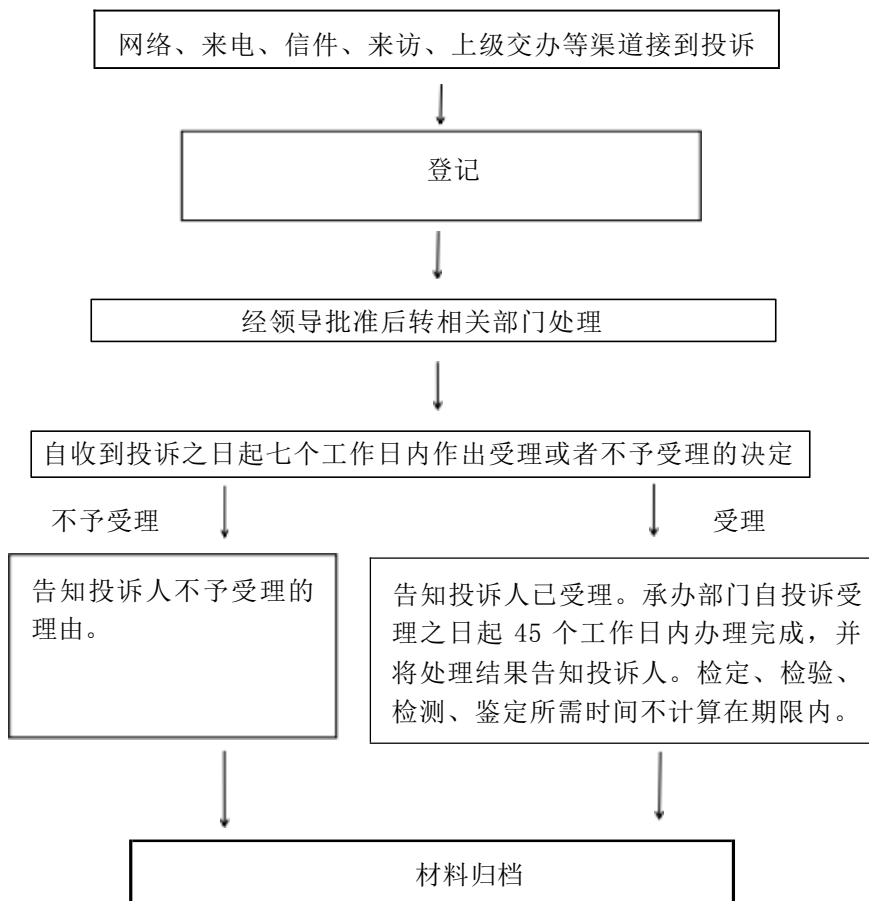 网络、来电、信件、来访、上级交办等渠道接到投诉
登记
经领导批准后转相关部门处理
自收到投诉之日起七个工作日内作出受理或者不予受理的决定
不予受理
受理
告知投诉人不予受理的
理由。
告知投诉人已受理。承办部门自投诉受
理之日起 45 个工作日内办理完成，并
将处理结果告知投诉人。检定、检验、
检测、鉴定所需时间不计算在期限内。
材料归档